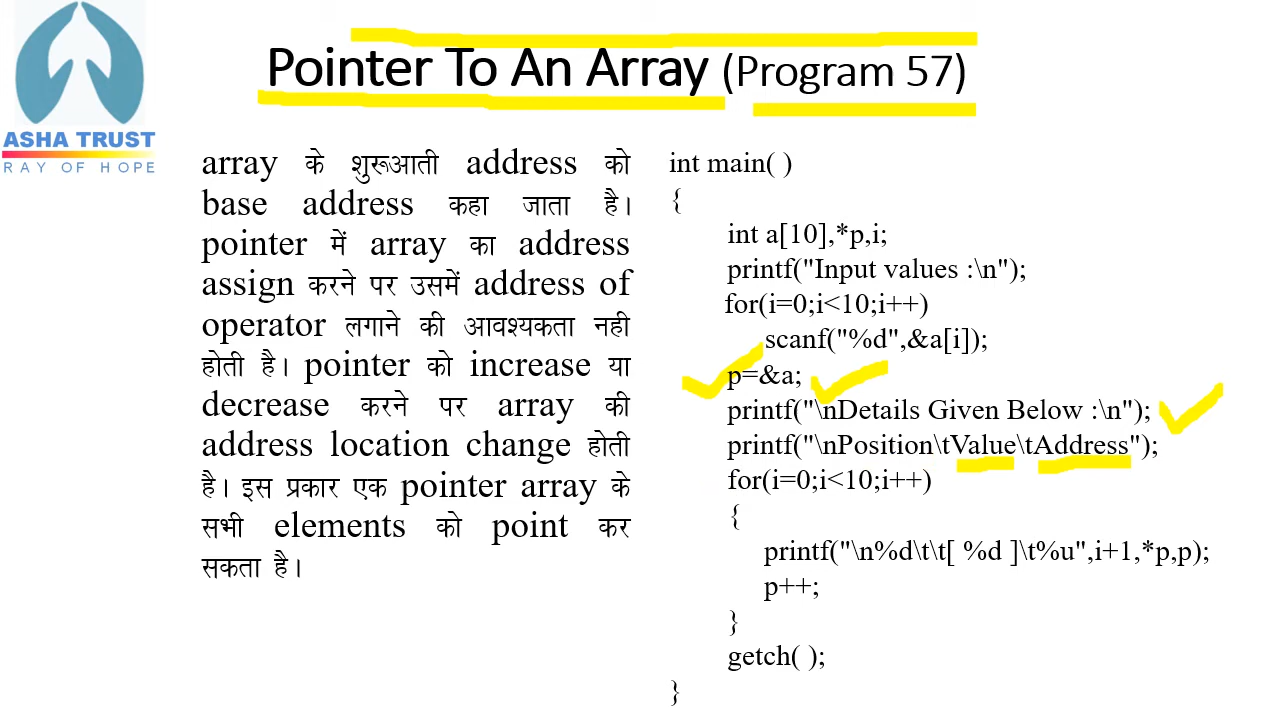 ASHA TRUST
RAY OF HOPE
Pointer To An Array (Program 57)
array के शुरूआती address को
base address कहा जाता है।
pointer में array का address
assign करने पर उसमें address of
operator लगाने की आवश्यकता नही
होती है। pointer को increase या
decrease करने पर array की
address location change होती
है। इस प्रकार एक pointer array के
सभी elements को point कर
सकता है।
int main( )
{
int a[10],*p,i;
printf("Input values :\n");
for(i=0;i<10;i++)
scanf("%d",&a[i]);
p=&a;
printf("\nDetails Given Below :\n");
printf("\nPosition\tValue\tAddress");
for(i=0;i<10;i++)
{
printf("\n%d\t\t[ %d ]\t%u",i+1,*p,p);
p++;
}
getch( );
}